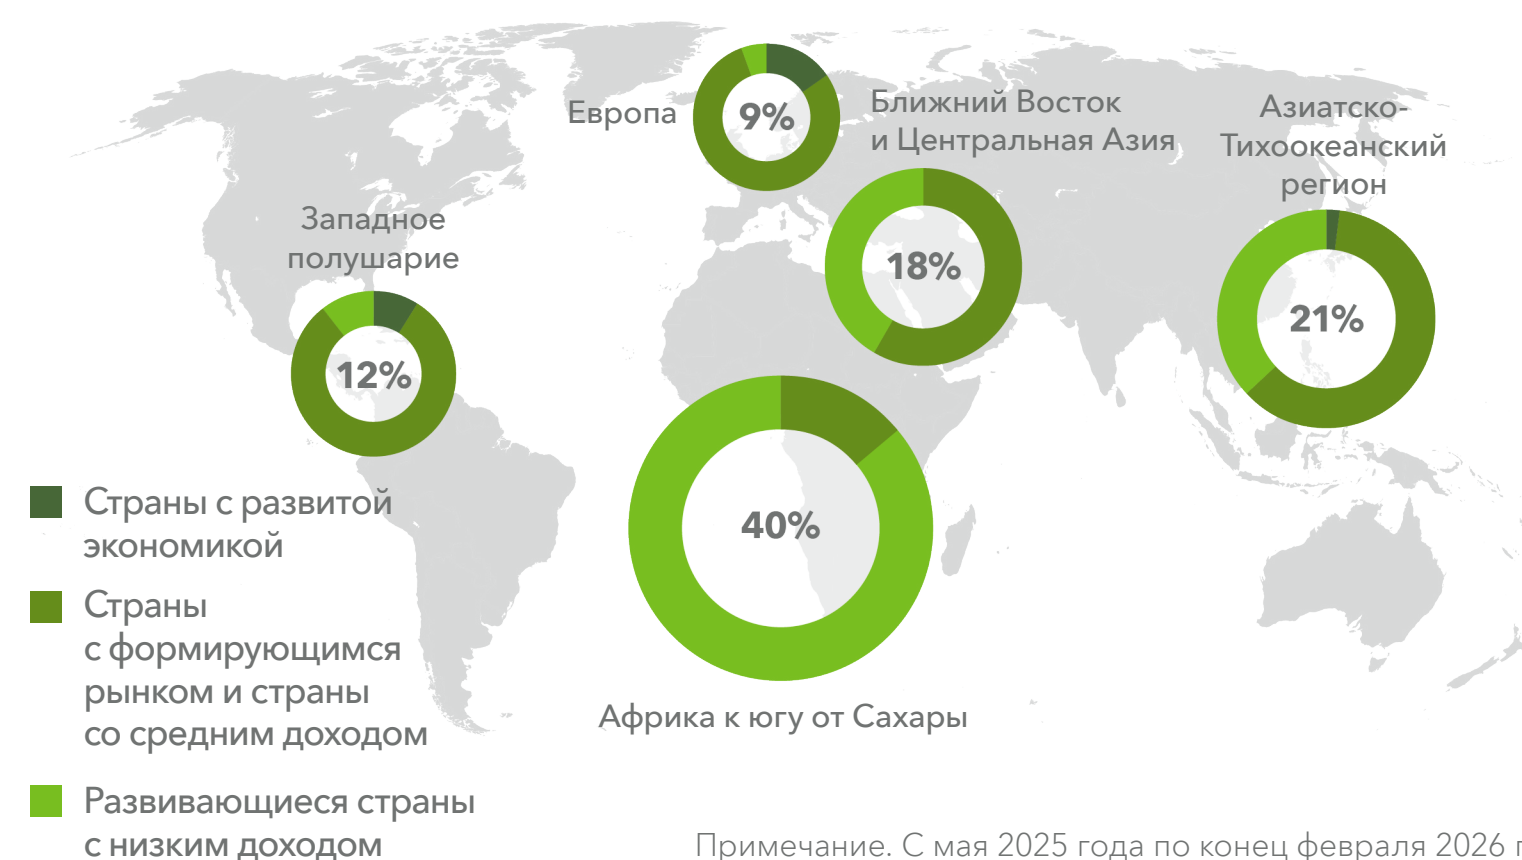 Европа
9%
Ближний Восток
и Центральная Азия
Азиатско-
Тихоокеанский
регион
Западное
полушарие
18%
21%
12%
40%
Африка к югу от Сахары
Страны с развитой
экономикой
Страны
с формирующимся
рынком и страны
со средним доходом
Развивающиеся страны
с низким доходом
Примечание. С мая 2025 года по конец февраля 2026 г